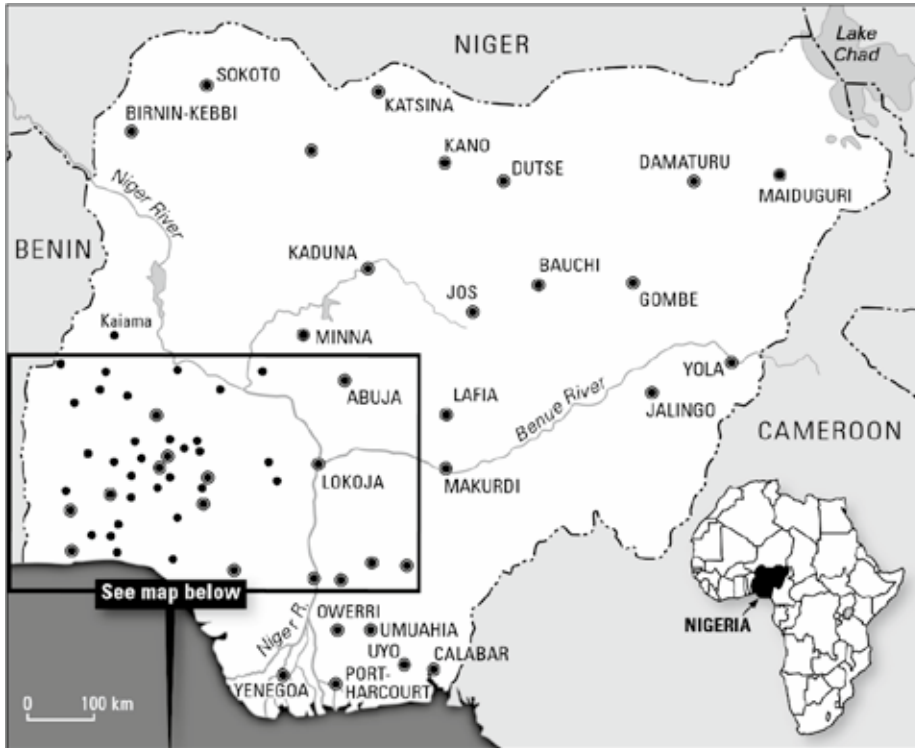 NIGER
Lake
Chad
SOKOTO
KATSINA
BIRNIN-KEBBI
KANO
DUTSE
DAMATURU
MAIDUGURI
Niger River
BENIN
KADUNA
BAUCHI
JOS
GOMBE
Kaiama
MINNA
YOLA
ABUJA
LAFIA
Benue River
JALINGO
CAMEROON
LOKOJA
MAKURDI
See map below
Niger R.
OWERRI
UMUAHIA
UYO
CALABAR
NIGERIA
YENEGOA
PORT-
HARCOURT
0 100 km